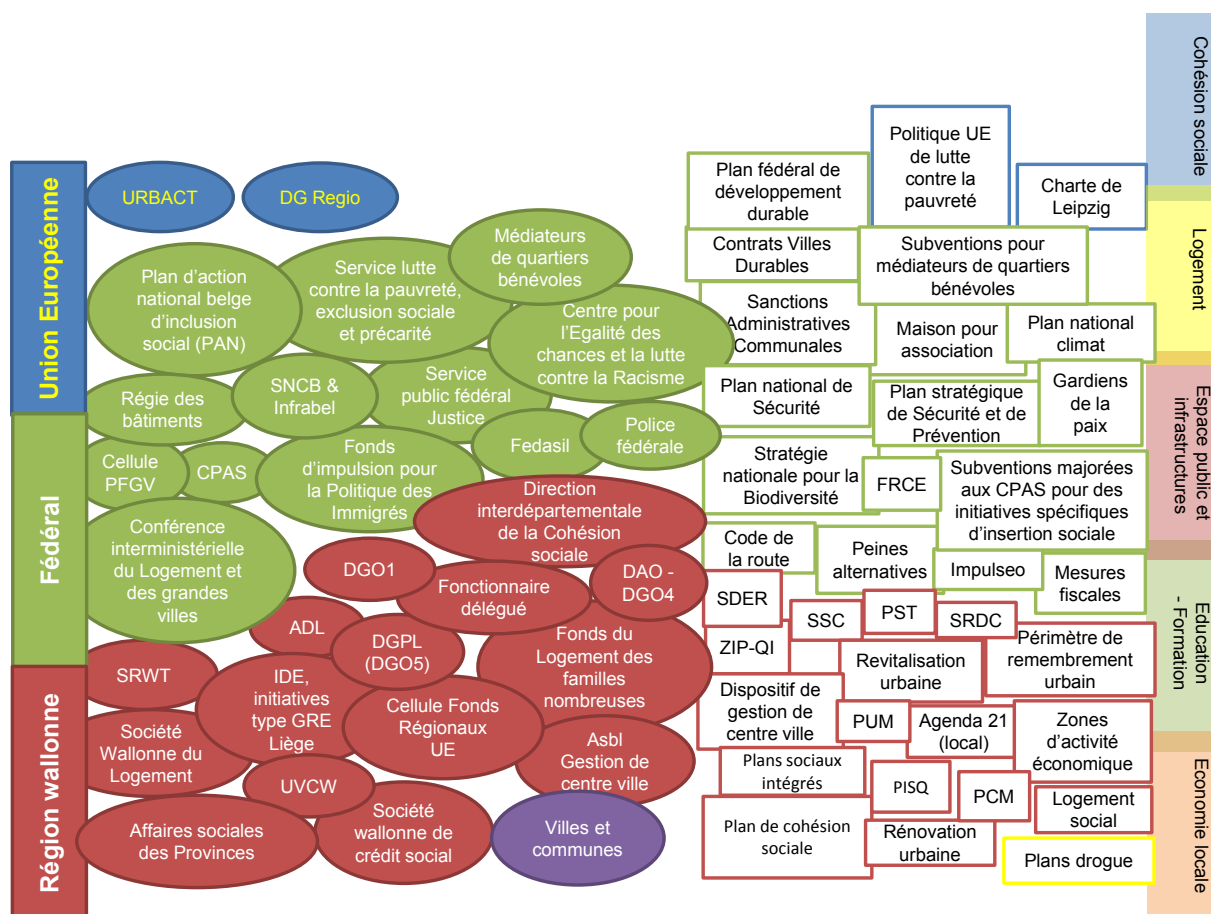 Union Européenne
Fédéral
Région wallonne
URBACT
DG Regio
Médiateurs
de quartiers
bénévoles
Plan d'action
national belge
d'inclusion
social (PAN)
Service lutte
contre la pauvreté,
exclusion sociale
et précarité
Centre pour
l'Egalité des
chances et la lutte
contre la Racisme
Régie des
bâtiments
SNCB &
Infrabel
Service
public fédéral
Justice
Fedasil
Police
fédérale
Cellule
PFGV
CPAS
Fonds
d'impulsion pour
la Politique des
Immigrés
Conférence
interministérielle
du Logement et
des grandes
villes
Direction
interdépartementale
de la Cohésion
sociale
DGO1
Fonctionnaire
délégué
DAO -
DGO4
ADL
DGPL
(DGO5)
Fonds du
Logement des
familles
nombreuses
SRWT
IDE,
initiatives
type GRE
Liège
Cellule Fonds
Régionaux
UE
Société
Wallonne du
Logement
Asbl
Gestion de
centre ville
UVCW
Affaires sociales
des Provinces
Société
wallonne de
crédit social
Villes et
communes
Plan fédéral de
développement
durable
Politique UE
de lutte
contre la
pauvreté
Charte de
Leipzig
Contrats Villes
Durables
Subventions pour
médiateurs de quartiers
bénévoles
Sanctions
Administratives
Communales
Maison pour
association
Plan national
climat
Plan national de
Sécurité
Plan stratégique
de Sécurité et de
Prévention
Gardiens
de la
paix
Stratégie
nationale pour la
Biodiversité
FRCE
Subventions majorées
aux CPAS pour des
initiatives spécifiques
d'insertion sociale
Code de
la route
Peines
alternatives
Impulseo
Mesures
fiscales
SDER
SSC
PST
SRDC
ZIP-QI
Revitalisation
urbaine
Périmètre de
remembrement
urbain
Dispositif de
gestion de
centre ville
PUM
Agenda 21
(local)
Zones
d'activité
économique
Plans sociaux
intégrés
PISQ
PCM
Logement
social
Plan de cohésion
sociale
Rénovation
urbaine
Plans drogue
Cohésion sociale
Logement
Espace public et
infrastructures
Education
- Formation
Economie locale